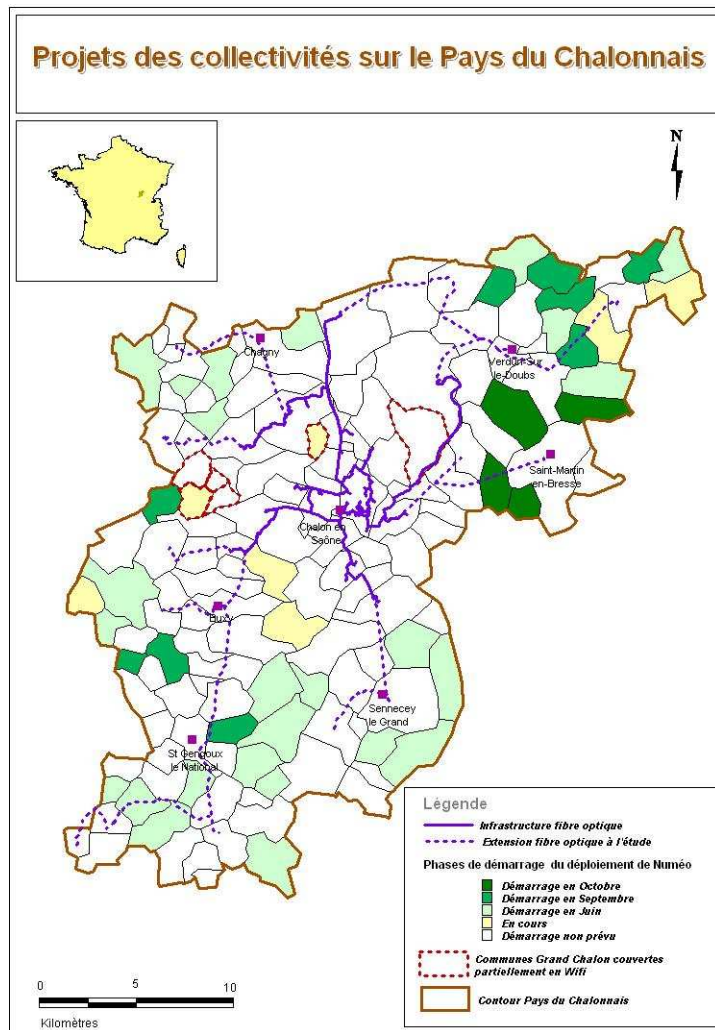 Projets des collectivités sur le Pays du Chalonnais
N
Chagny
Verdun Sur
le Doubs
Saint-Martin
en-Bresse
Chalon en
Saône
Buxy
Sennecey
le Grand
St Gengoux
le National
Légende
Infrastructure fibre optique
Extension fibre optique à l'étude
Phases de démarrage du déploiement de Numéo
Démarrage en Octobre
Démarrage en Septembre
Démarrage en Juin
En cours
Démarrage non prévu
Communes Grand Chalon couvertes
partiellement en Wifi
Contour Pays du Chalonnais
0 5 10
Kilomètres